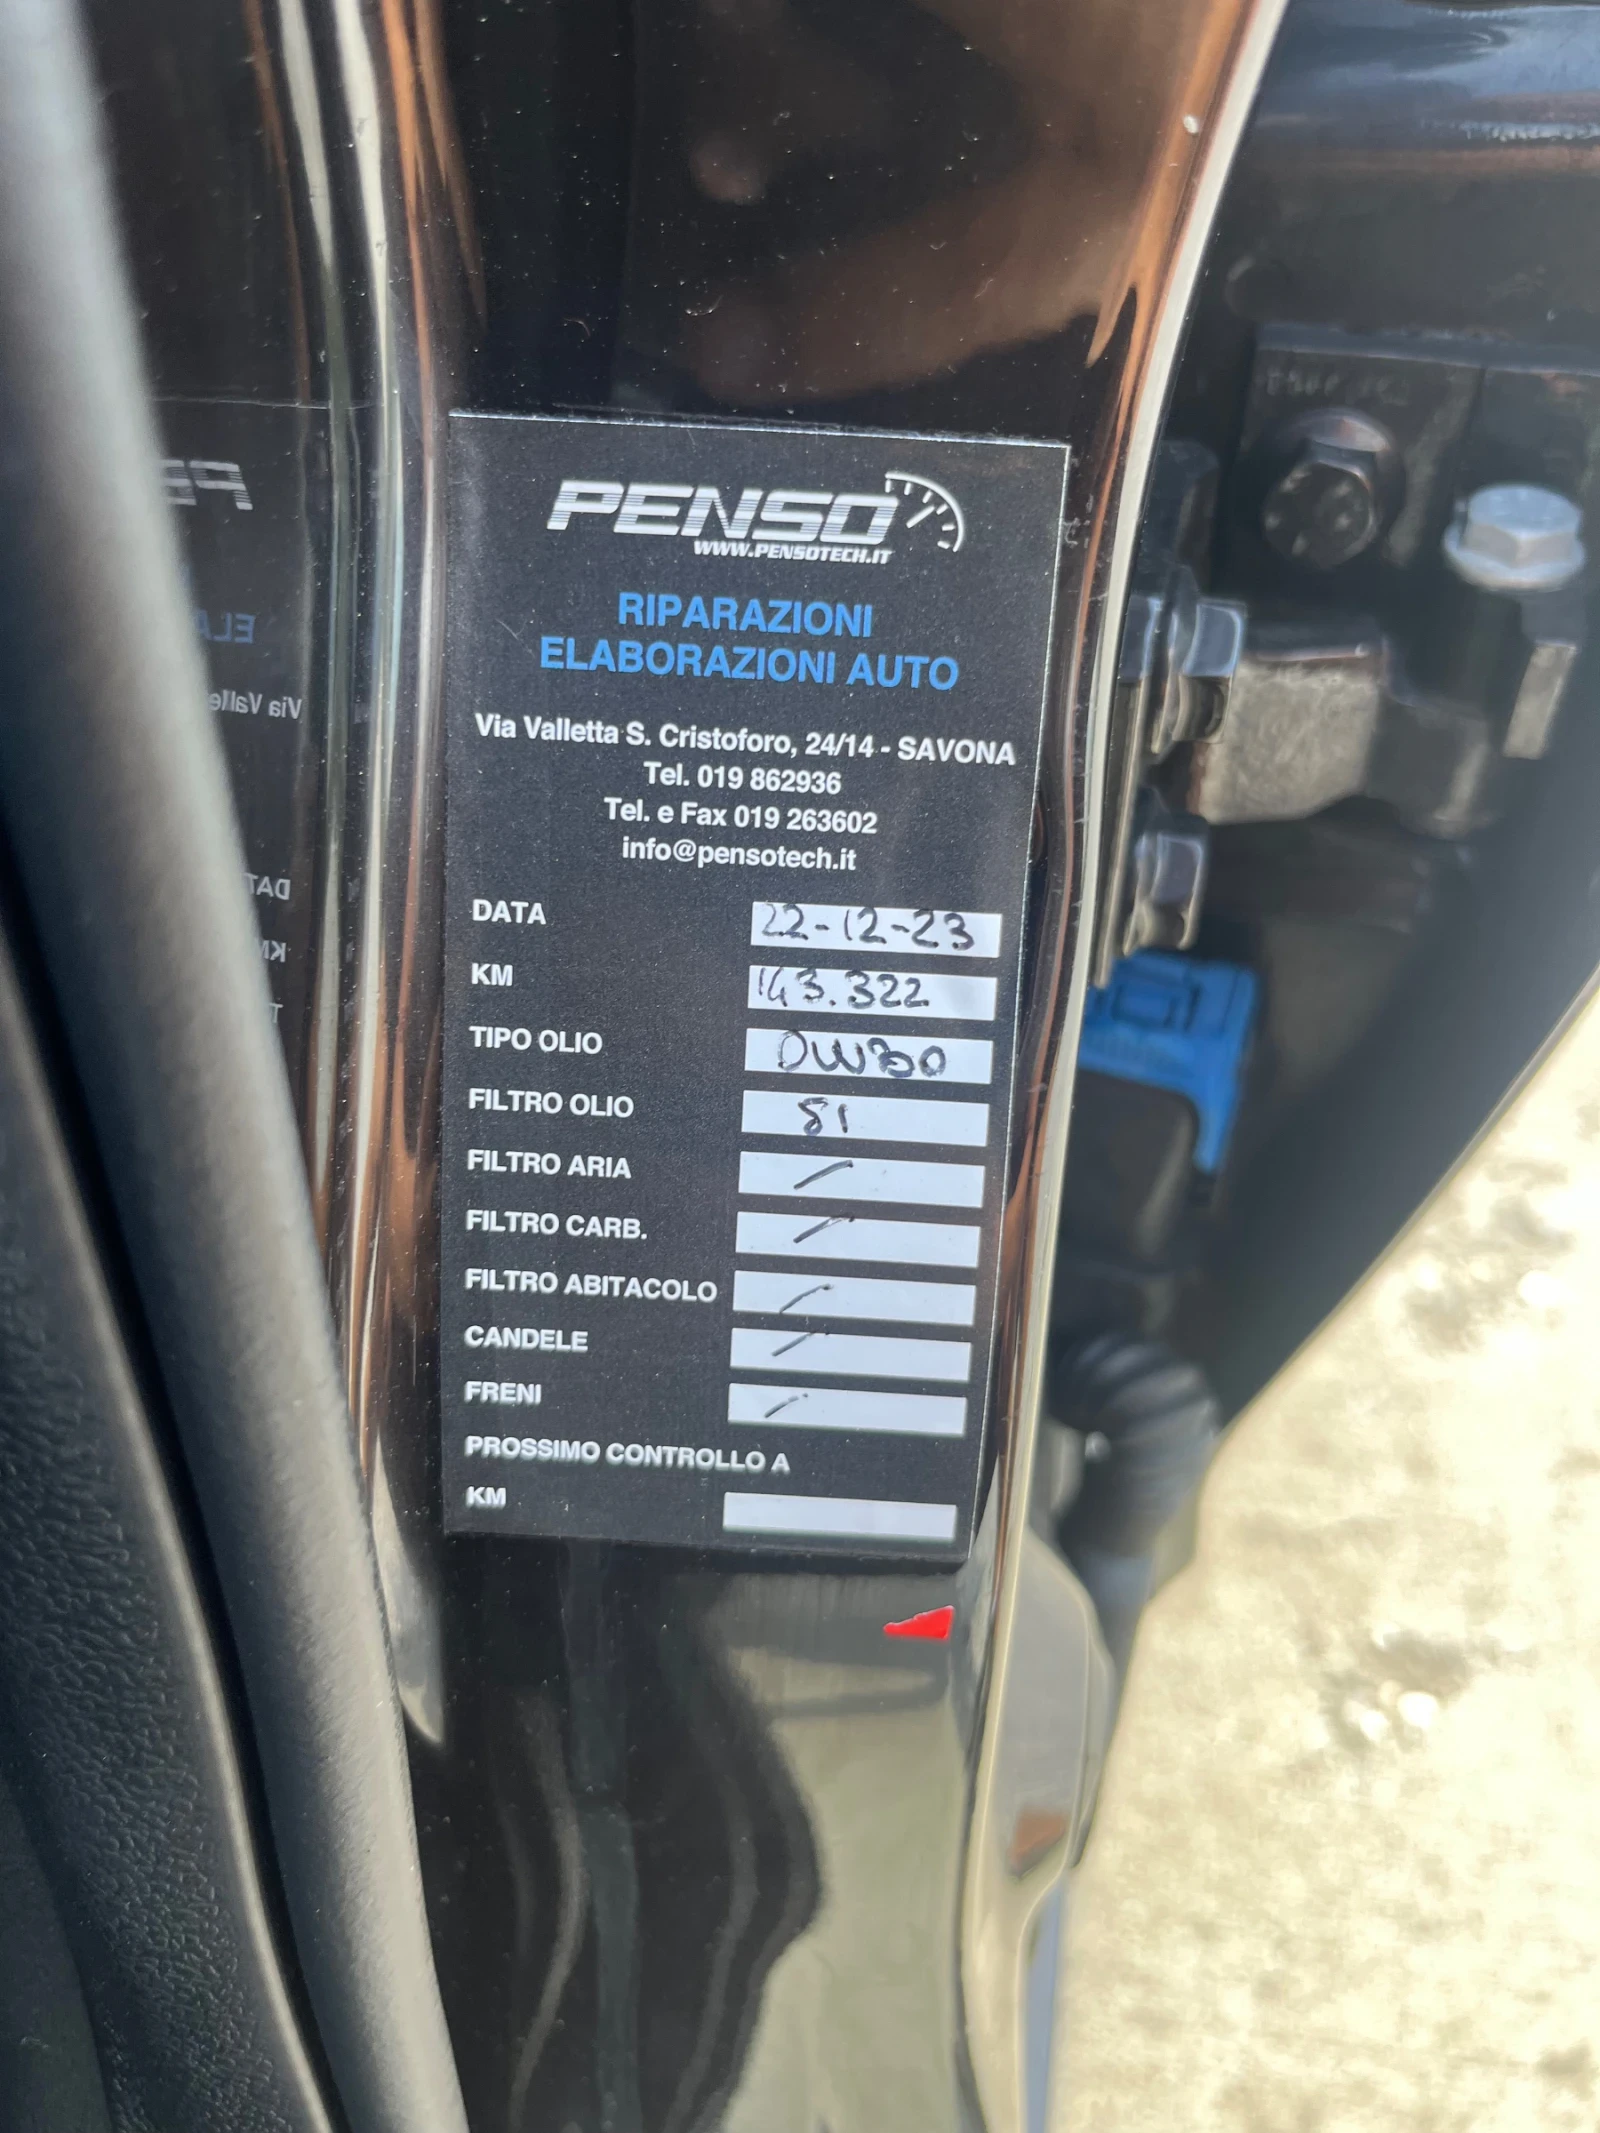 PENSO
WWW.PENSOTECH.IT
RIPARAZIONI
ELABORAZIONI AUTO
Via Valletta S. Cristoforo, 24/14 - SAVONA
Tel. 019 862936
Tel. e Fax 019 263602
info@pensotech.it
DATA 22-12-23
KM 143.322
TIPO OLIO 0W30
FILTRO OLIO SI
FILTRO ARIA /
FILTRO CARB. /
FILTRO ABITACOLO /
CANDELE /
FRENI /
PROSSIMO CONTROLLO A
KM